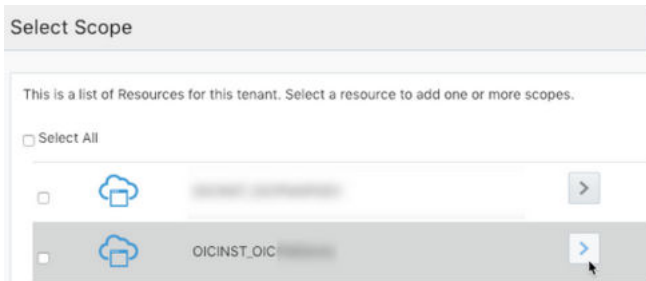 Select Scope
This is a list of Resources for this tenant. Select a resource to add one or more scopes.
Select All
OICINST_OIC